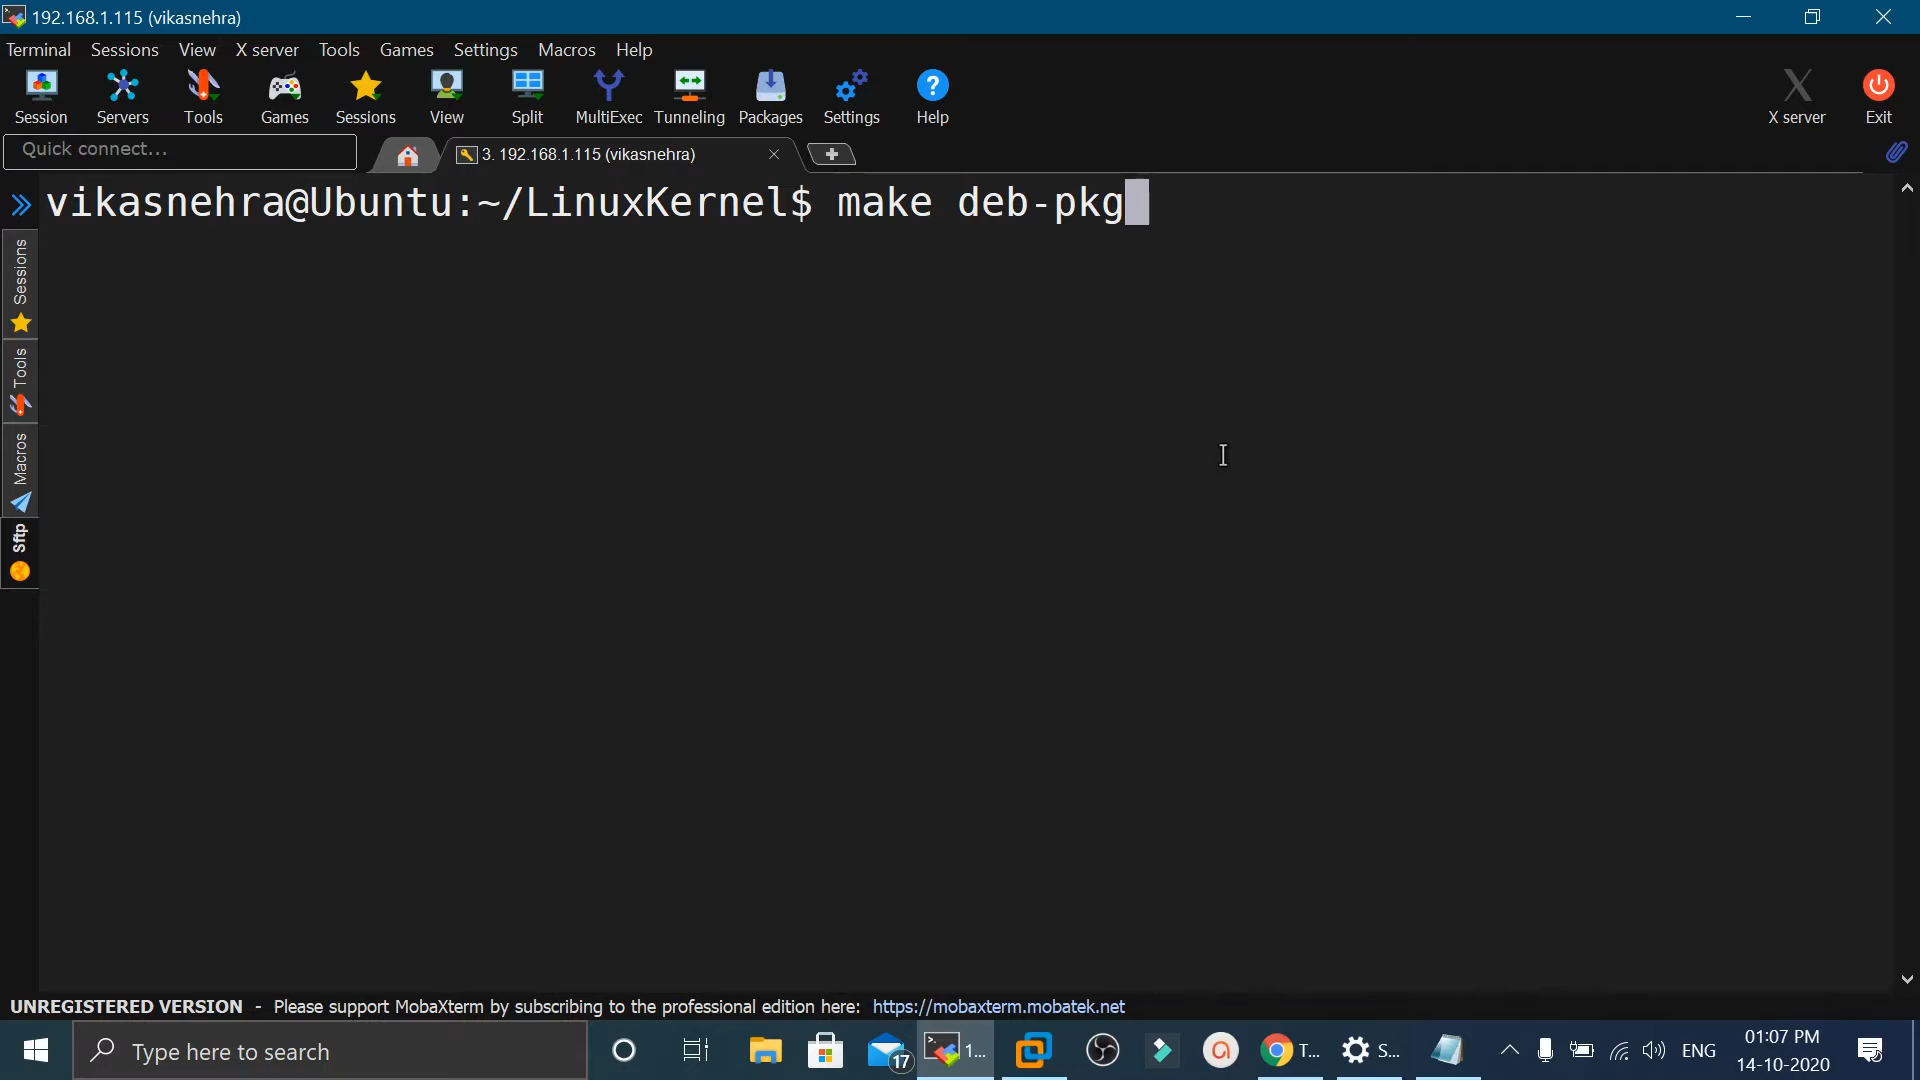 192.168.1.115 (vikasnehra)
Terminal Sessions View X server Tools Games Settings Macros Help
Session Servers Tools Games Sessions View Split MultiExec Tunneling Packages Settings Help X server Exit
Quick connect... 3. 192.168.1.115 (vikasnehra)
vikasnehra@Ubuntu:~/LinuxKernel$ make deb-pkg
Sessions
Tools
Macros
Sftp
UNREGISTERED VERSION - Please support MobaXterm by subscribing to the professional edition here: https://mobaxterm.mobatek.net
Type here to search 17 1... T... S... ENG 01:07 PM
14-10-2020